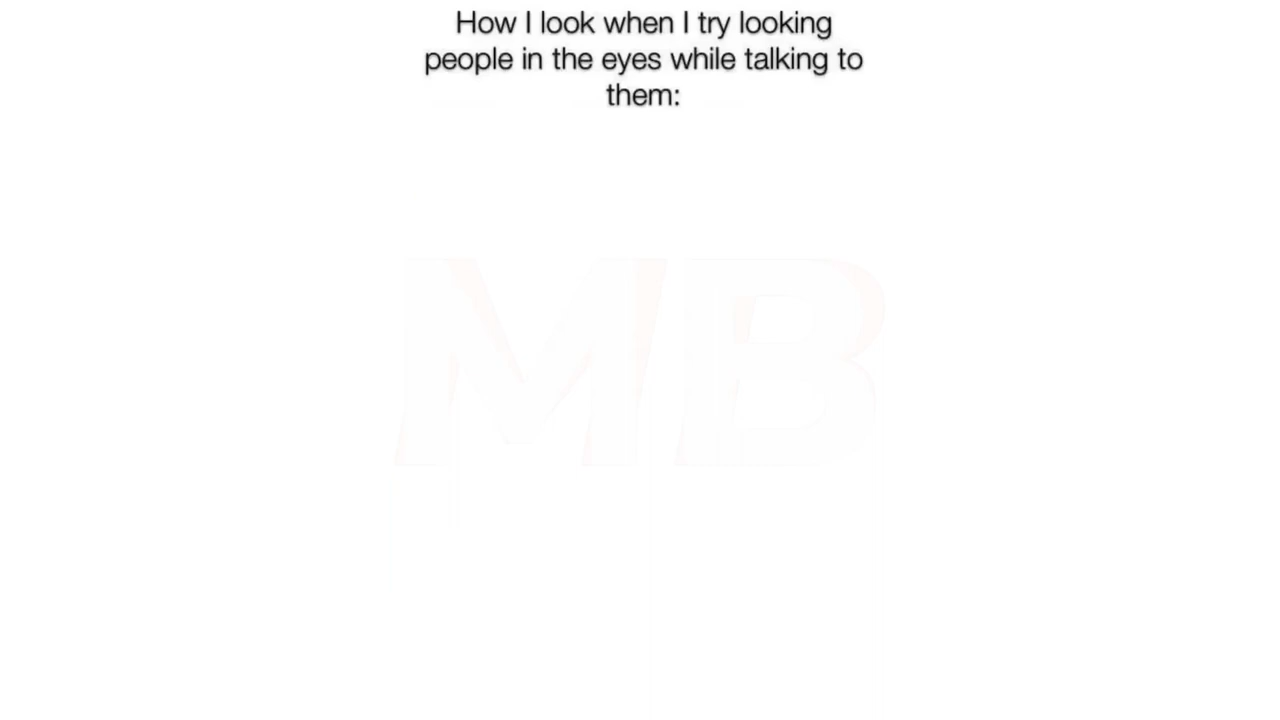 How I look when I try looking
people in the eyes while talking to
them:
MB